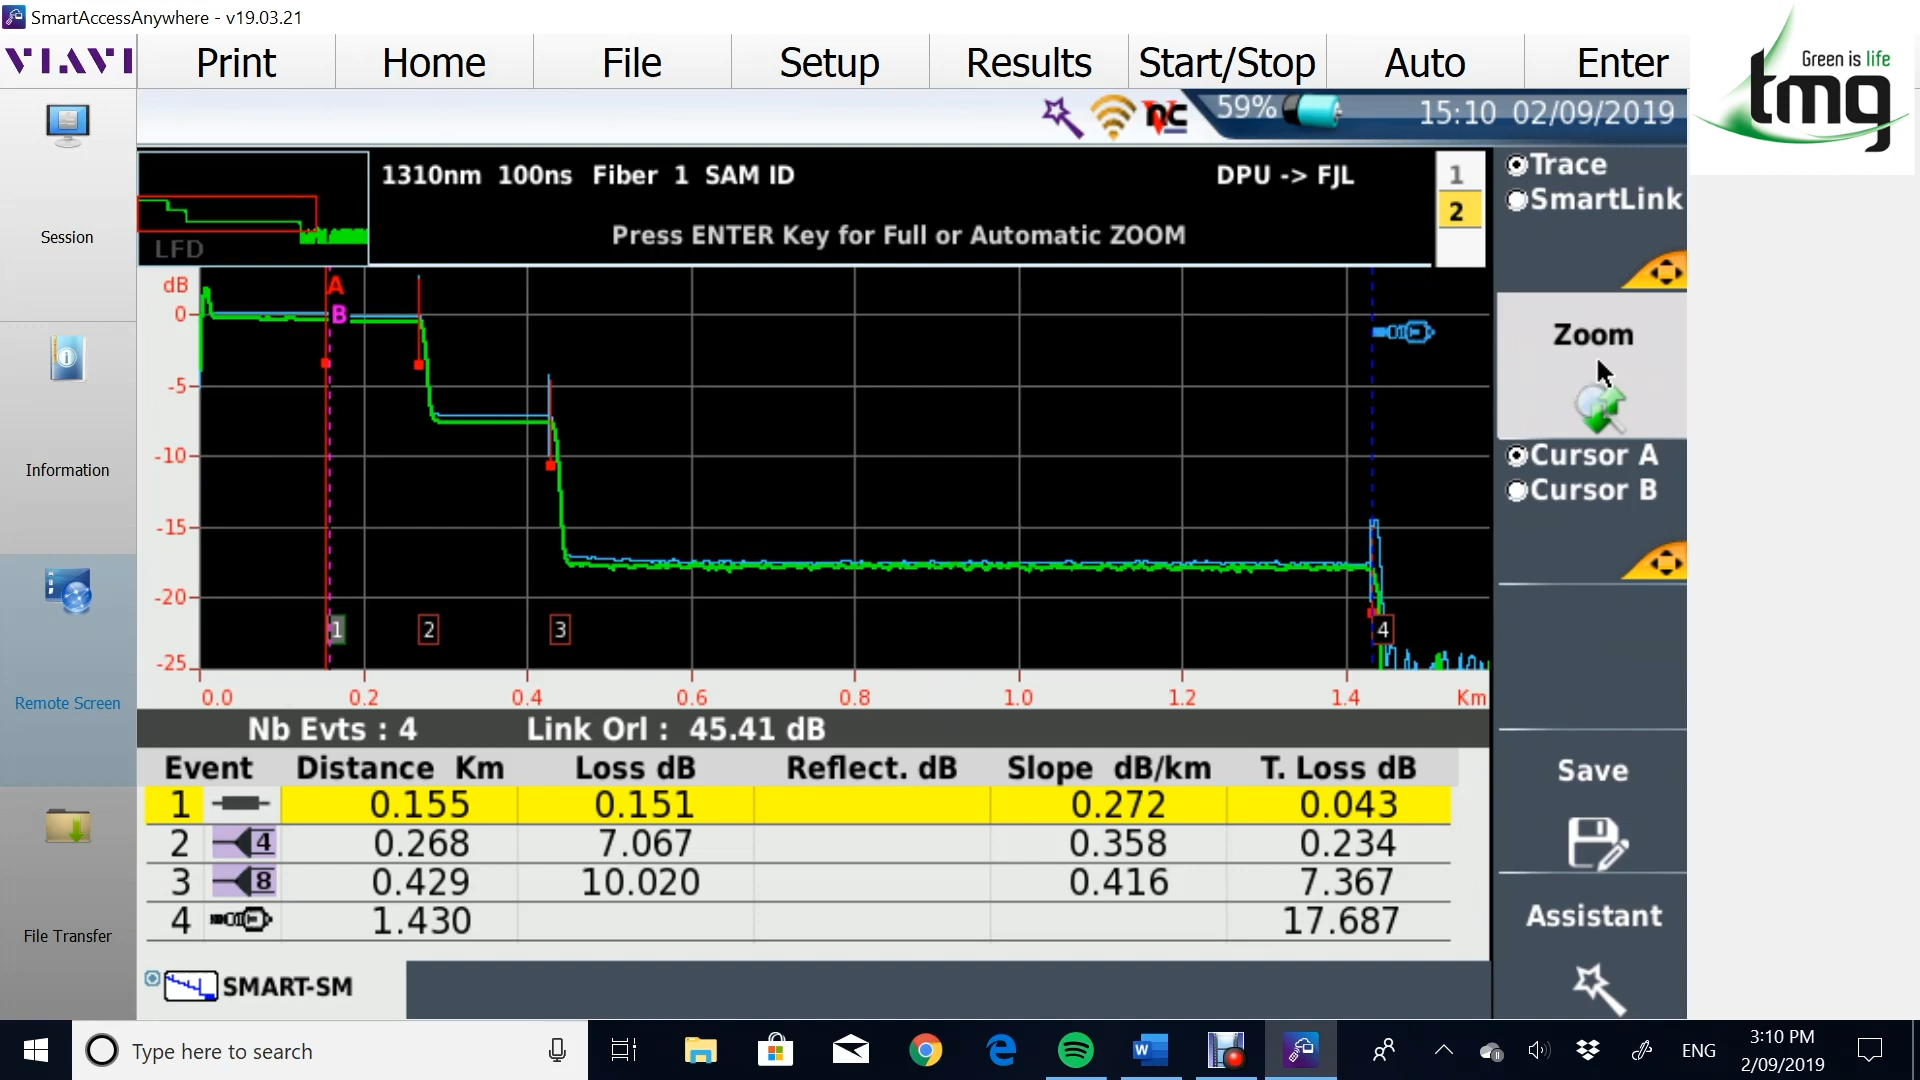 SmartAccessAnywhere - v19.03.21
VIAVI
Print
Home
File
Setup
Results
Start/Stop
Auto
Enter
Green is life
tmg
59%
15:10 02/09/2019
Session
Information
Remote Screen
File Transfer
LFD
1310nm 100ns Fiber 1 SAM ID
DPU -> FJL
Press ENTER Key for Full or Automatic ZOOM
1
2
Trace
SmartLink
Zoom
Cursor A
Cursor B
Save
Assistant
dB
0
-5
-10
-15
-20
-25
A
B
1
2
3
4
0.0 0.2 0.4 0.6 0.8 1.0 1.2 1.4 Km
Nb Evts : 4 Link Orl : 45.41 dB
Event Distance Km Loss dB Reflect. dB Slope dB/km T. Loss dB
1 0.155 0.151 0.272 0.043
2 4 0.268 7.067 0.358 0.234
3 8 0.429 10.020 0.416 7.367
4 1.430 17.687
SMART-SM
Type here to search
ENG
3:10 PM
2/09/2019